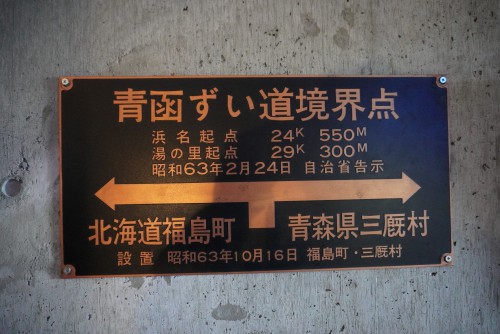 青函ずい道境界点
浜名起点 24K 550M
湯の里起点 29K 300M
昭和63年2月24日 自治省告示
北海道福島町 青森県三厩村
設置 昭和63年10月16日 福島町・三厩村